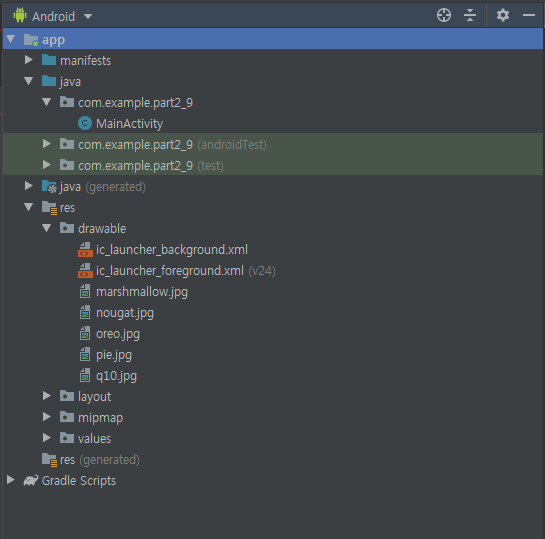 Android
app
manifests
java
com.example.part2_9
MainActivity
com.example.part2_9 (androidTest)
com.example.part2_9 (test)
java (generated)
res
drawable
ic_launcher_background.xml
ic_launcher_foreground.xml (v24)
marshmallow.jpg
nougat.jpg
oreo.jpg
pie.jpg
q10.jpg
layout
mipmap
values
res (generated)
Gradle Scripts